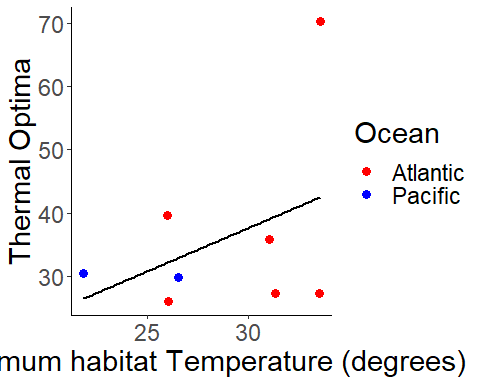 70
60
50
40
30
Thermal Optima
25 30
mum habitat Temperature (degrees)
Ocean
Atlantic
Pacific